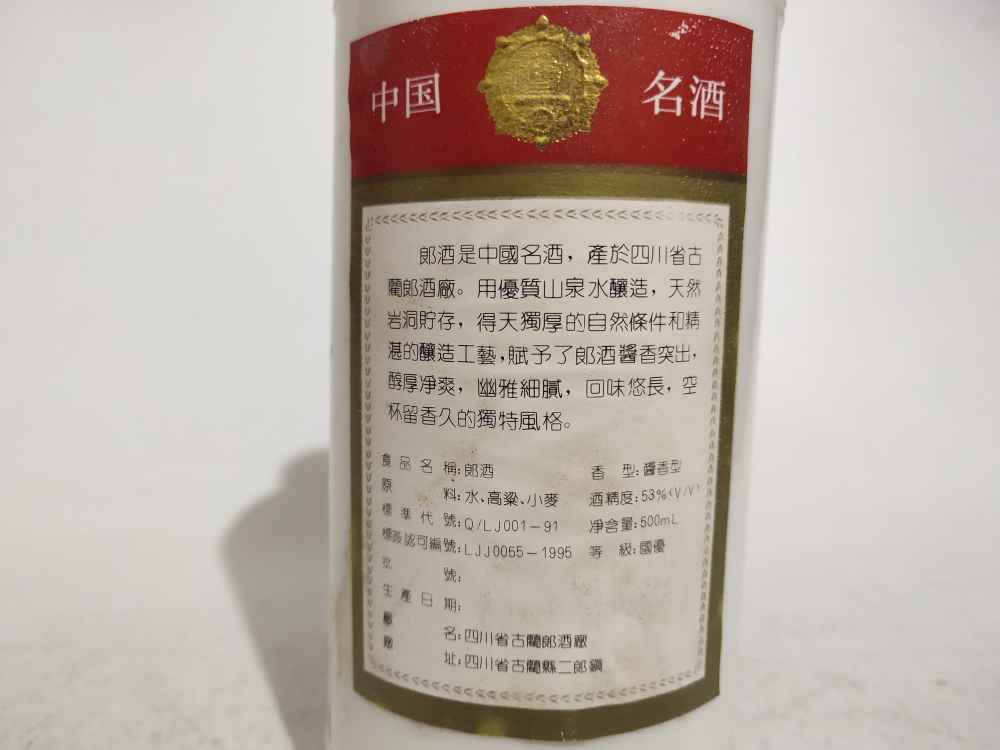 中国 名酒
郎酒是中國名酒，產於四川省古
藺郎酒廠。用優質山泉水釀造，天然
岩洞貯存，得天獨厚的自然條件和精
湛的釀造工藝，賦予了郎酒醬香突出，
醇厚淨爽，幽雅細膩，回味悠長，空
杯留香久的獨特風格。
食品名稱：郎酒 香型：醬香型
原料：水、高粱、小麥 酒精度：53%(V/V)
標準代號：Q/LJ001－91 净含量：500mL
標簽認可編號：LJJ0055－1995 等級：國優
批號：
生產日期：
廠名：四川省古藺郎酒廠
廠址：四川省古藺縣二郎鎮